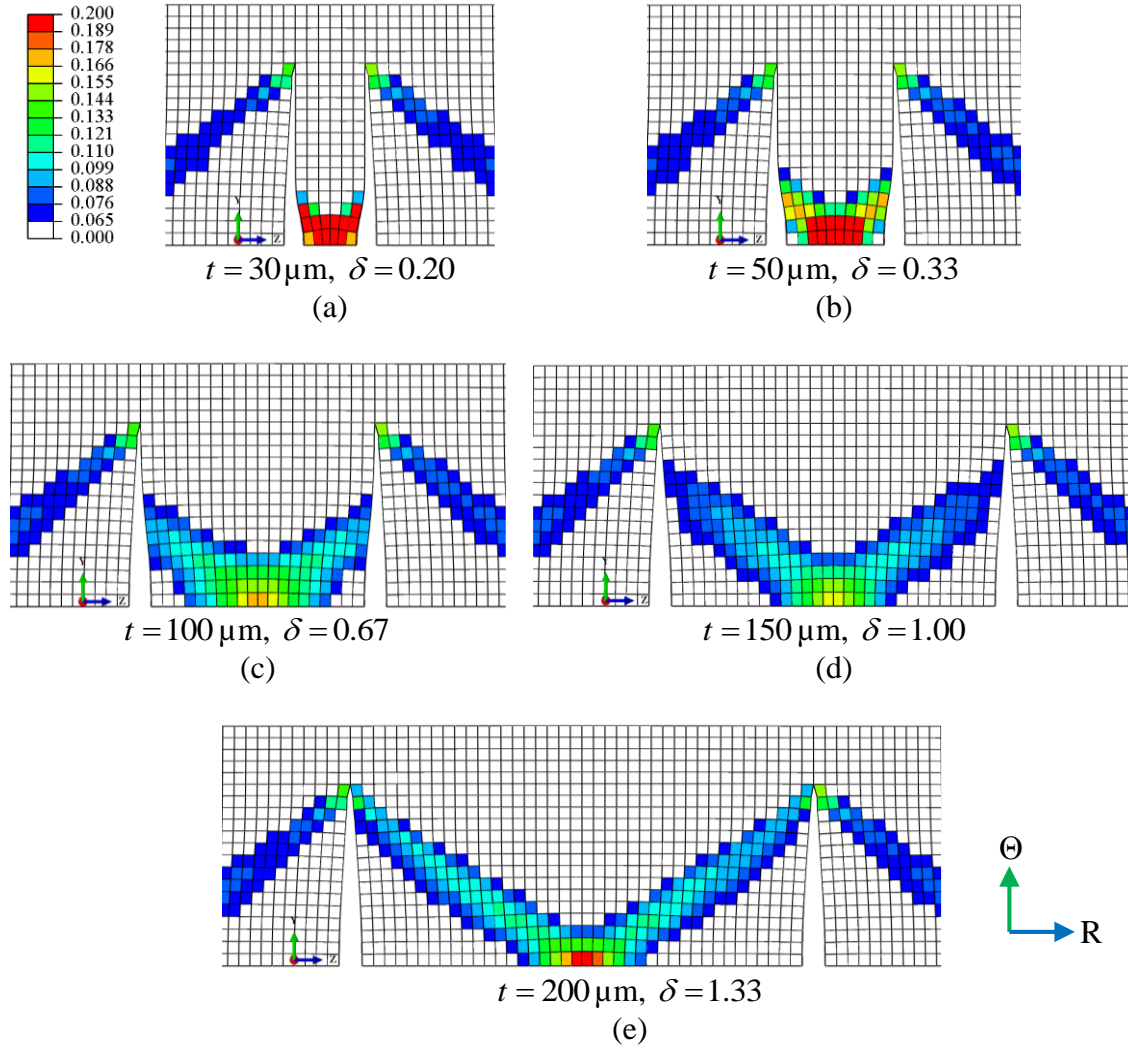 0.200
0.189
0.178
0.166
0.155
0.144
0.133
0.121
0.110
0.099
0.088
0.076
0.065
0.000
Y
Z
t = 30 µm, δ = 0.20
(a)
Y
Z
t = 50 µm, δ = 0.33
(b)
Y
Z
t = 100 µm, δ = 0.67
(c)
Y
Z
t = 150 µm, δ = 1.00
(d)
Y
Z
t = 200 µm, δ = 1.33
(e)
Θ
R